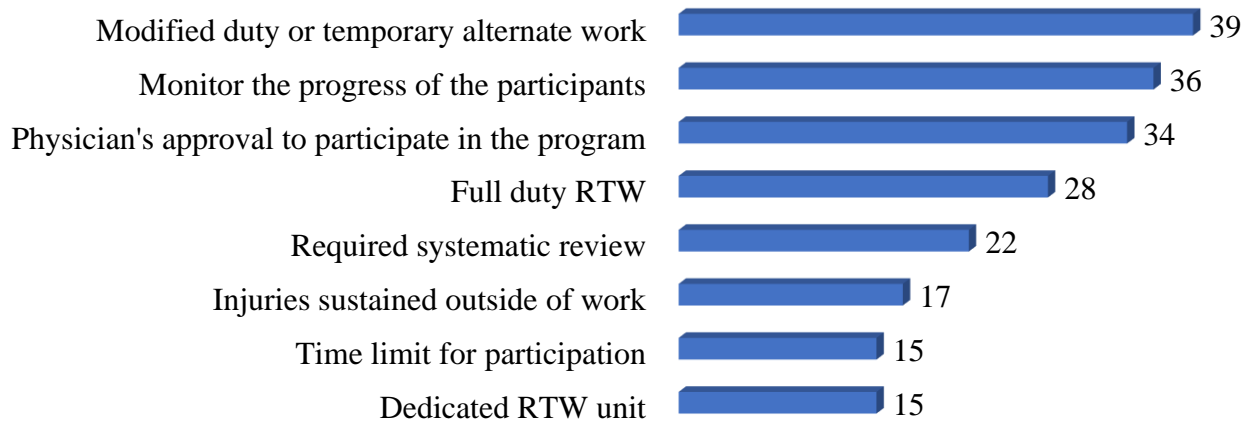 Modified duty or temporary alternate work 39
Monitor the progress of the participants 36
Physician's approval to participate in the program 34
Full duty RTW 28
Required systematic review 22
Injuries sustained outside of work 17
Time limit for participation 15
Dedicated RTW unit 15